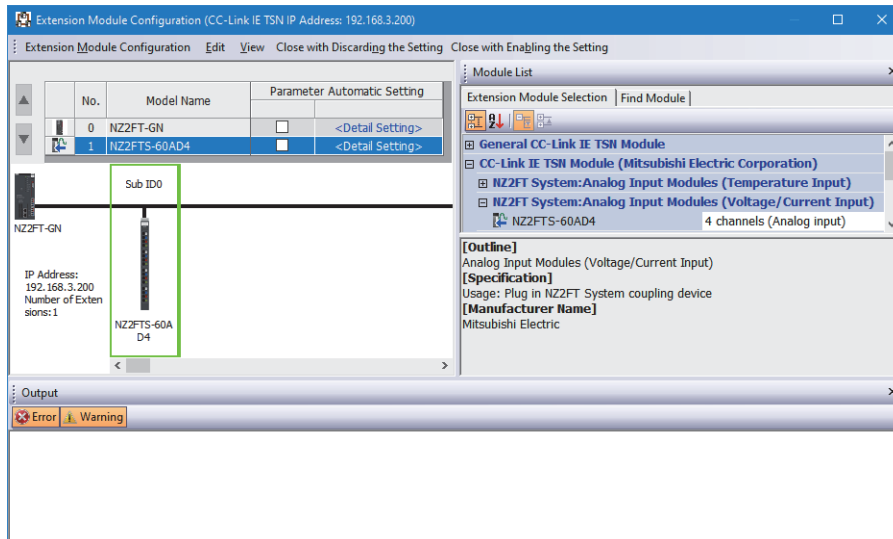 Extension Module Configuration (CC-Link IE TSN IP Address: 192.168.3.200)
Extension Module Configuration Edit View Close with Discarding the Setting Close with Enabling the Setting
No. Model Name Parameter Automatic Setting
0 NZ2FT-GN <Detail Setting>
1 NZ2FTS-60AD4 <Detail Setting>
Sub ID0
NZ2FT-GN
IP Address:
192.168.3.200
Number of Exten
sions:1
NZ2FTS-60A
D4
Module List
Extension Module Selection Find Module
General CC-Link IE TSN Module
CC-Link IE TSN Module (Mitsubishi Electric Corporation)
NZ2FT System:Analog Input Modules (Temperature Input)
NZ2FT System:Analog Input Modules (Voltage/Current Input)
NZ2FTS-60AD4 4 channels (Analog input)
[Outline]
Analog Input Modules (Voltage/Current Input)
[Specification]
Usage: Plug in NZ2FT System coupling device
[Manufacturer Name]
Mitsubishi Electric
Output
Error Warning